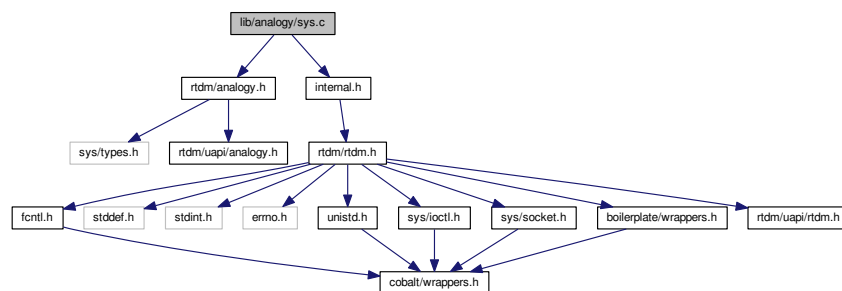 lib/analogy/sys.c
rtdm/analogy.h
internal.h
sys/types.h
rtdm/uapi/analogy.h
rtdm/rtdm.h
fcntl.h
stddef.h
stdint.h
errno.h
unistd.h
sys/ioctl.h
sys/socket.h
boilerplate/wrappers.h
rtdm/uapi/rtdm.h
cobalt/wrappers.h